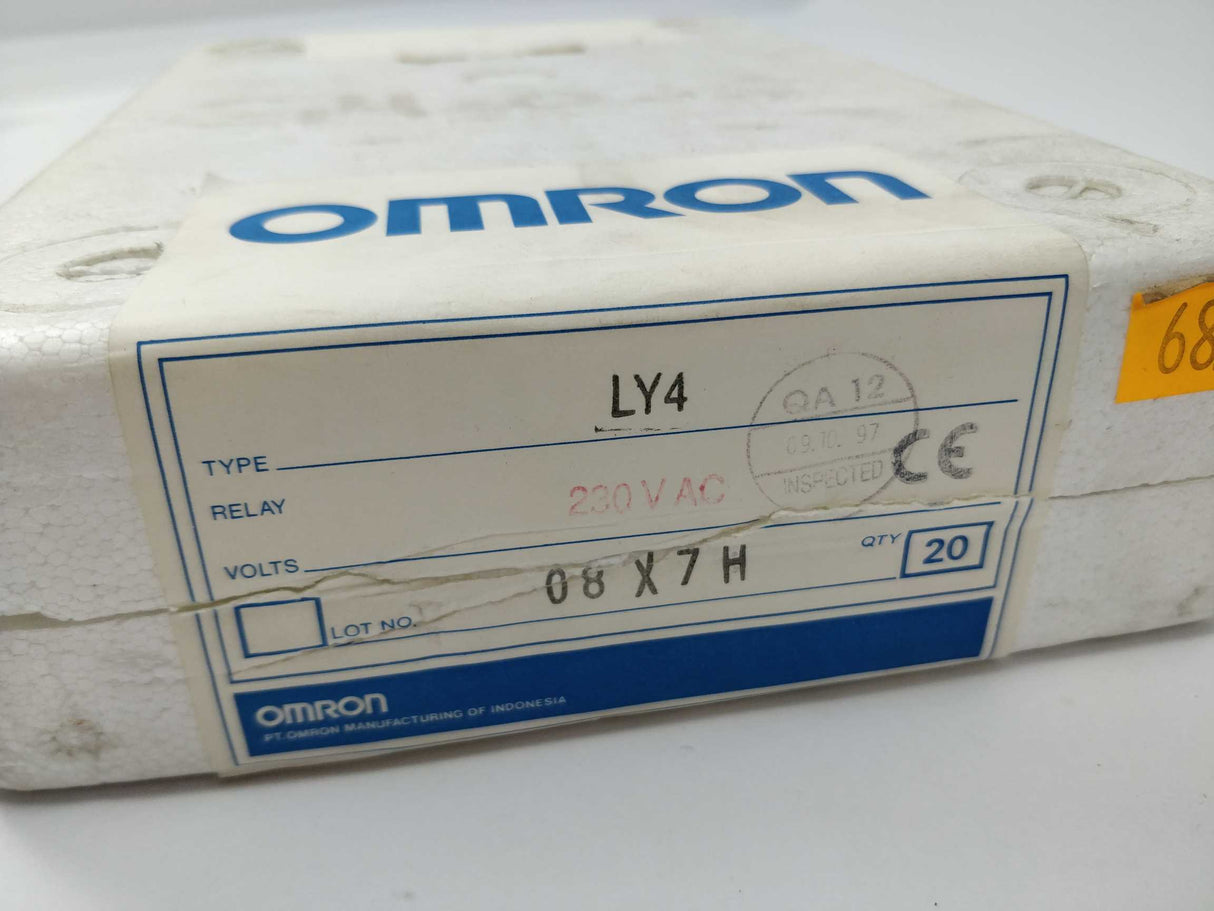 OMRON
LY4
TYPE
QA 12
09.10. 97
INSPECTED
CE
RELAY
230 V AC
VOLTS
08 X 7 H
QTY 20
LOT NO.
OMRON
PT. OMRON MANUFACTURING OF INDONESIA
68